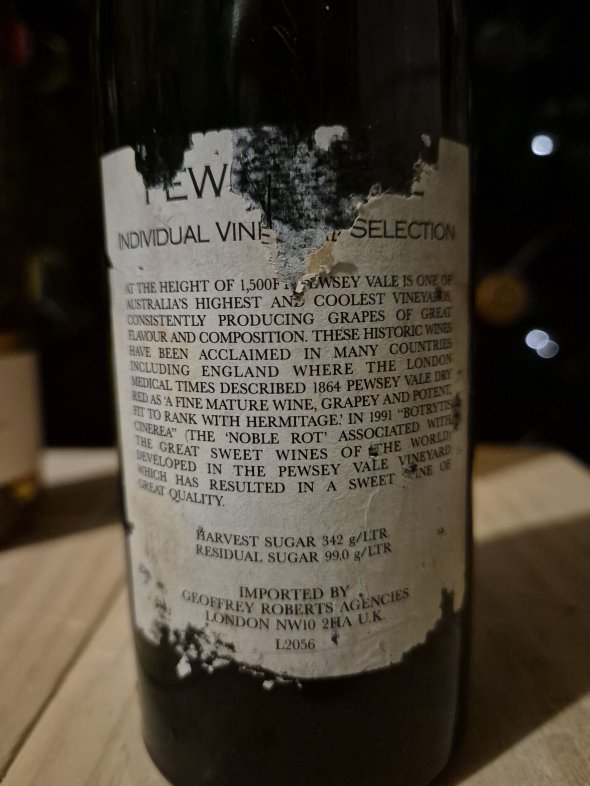 PEW
INDIVIDUAL VINE SELECTION
AT THE HEIGHT OF 1,500F PEWSEY VALE IS ONE OF
AUSTRALIA'S HIGHEST AND COOLEST VINEYARDS,
CONSISTENTLY PRODUCING GRAPES OF GREAT
FLAVOUR AND COMPOSITION. THESE HISTORIC WINES
HAVE BEEN ACCLAIMED IN MANY COUNTRIES
INCLUDING ENGLAND WHERE THE LONDON
MEDICAL TIMES DESCRIBED 1864 PEWSEY VALE DRY
RED AS 'A FINE MATURE WINE, GRAPEY AND POTENT,
FIT TO RANK WITH HERMITAGE.' IN 1991 "BOTRYTIS
CINEREA" (THE 'NOBLE ROT' ASSOCIATED WITH
THE GREAT SWEET WINES OF THE WORLD)
DEVELOPED IN THE PEWSEY VALE VINEYARD
WHICH HAS RESULTED IN A SWEET WINE OF
GREAT QUALITY.
HARVEST SUGAR 342 g/LTR
RESIDUAL SUGAR 99.0 g/LTR
IMPORTED BY
GEOFFREY ROBERTS AGENCIES
LONDON NW10 2HA U.K.
L2056